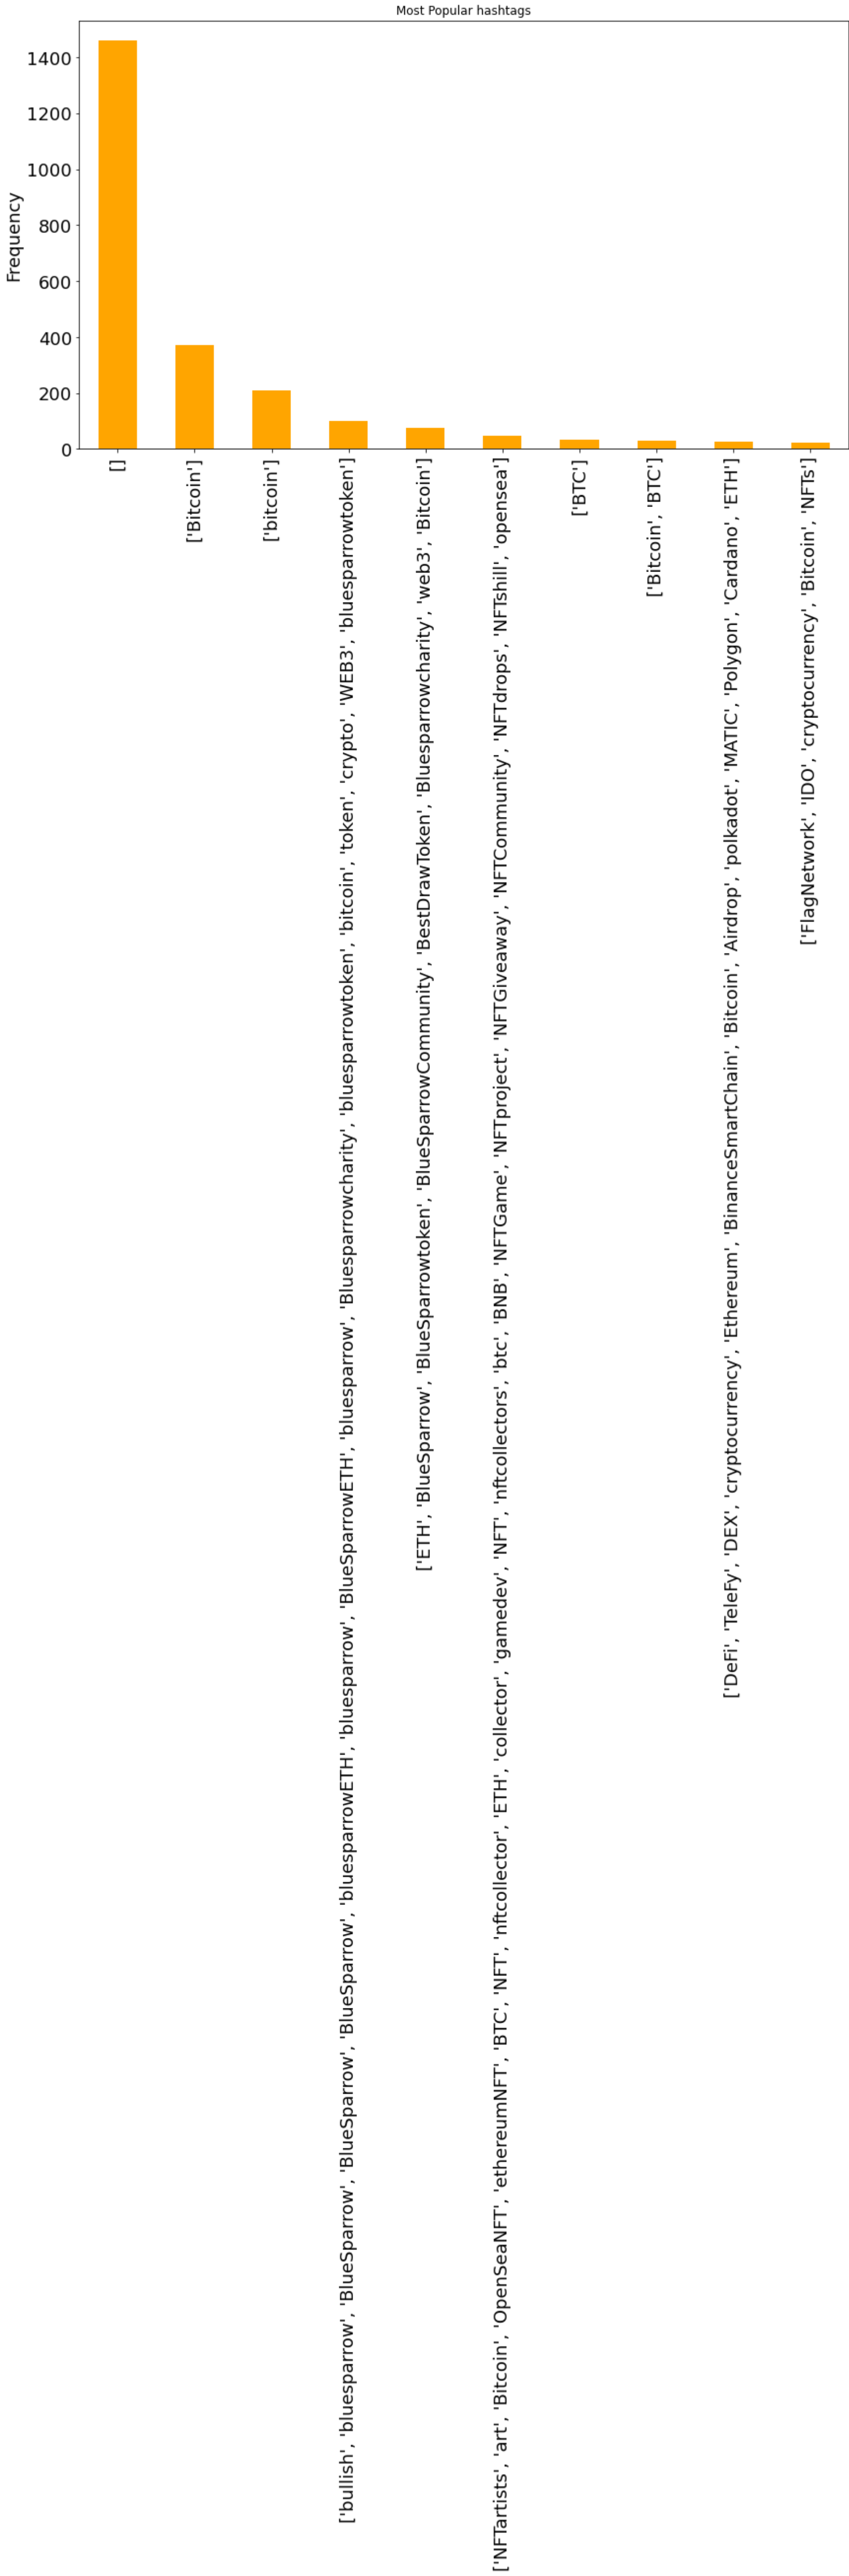 Most Popular hashtags
Frequency
1400
1200
1000
800
600
400
200
0
[]
['Bitcoin']
['bitcoin']
['bullish', 'bluesparrow', 'BlueSparrow', 'BlueSparrow', 'BlueSparrow', 'bluesparrowETH', 'bluesparrow', 'BlueSparrowETH', 'bluesparrow', 'Bluesparrowcharity', 'bluesparrowtoken', 'bitcoin', 'token', 'crypto', 'WEB3', 'bluesparrowtoken']
['ETH', 'BlueSparrow', 'BlueSparrowtoken', 'BlueSparrowCommunity', 'BestDrawToken', 'Bluesparrowcharity', 'web3', 'Bitcoin']
['NFTartists', 'art', 'Bitcoin', 'OpenSeaNFT', 'ethereumNFT', 'BTC', 'NFT', 'nftcollector', 'ETH', 'collector', 'gamedev', 'NFT', 'nftcollectors', 'btc', 'BNB', 'NFTGame', 'NFTproject', 'NFTGiveaway', 'NFTCommunity', 'NFTdrops', 'NFTshill', 'opensea']
['BTC']
['Bitcoin', 'BTC']
['DeFi', 'TeleFy', 'DEX', 'cryptocurrency', 'Ethereum', 'BinanceSmartChain', 'Bitcoin', 'Airdrop', 'polkadot', 'MATIC', 'Polygon', 'Cardano', 'ETH']
['FlagNetwork', 'IDO', 'cryptocurrency', 'Bitcoin', 'NFTs']